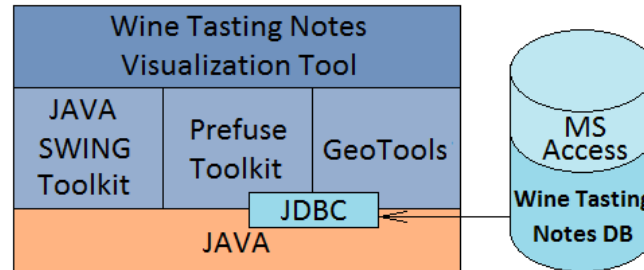 Wine Tasting Notes
Visualization Tool
JAVA
SWING
Toolkit
Prefuse
Toolkit
GeoTools
JDBC
JAVA
MS
Access
Wine Tasting
Notes DB